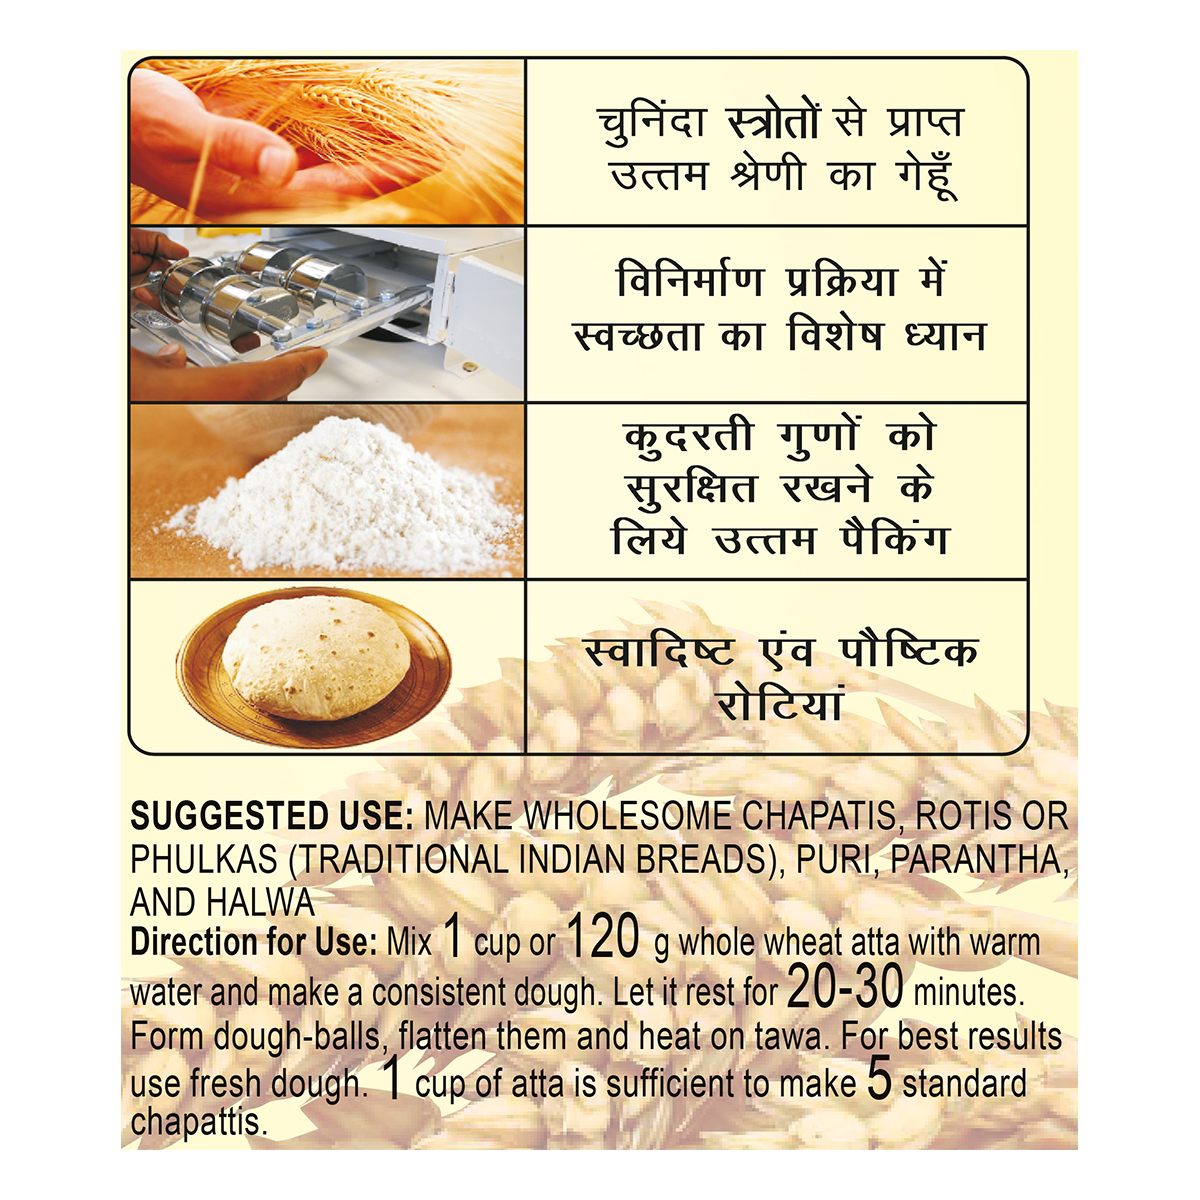 चुनिंदा स्त्रोतों से प्राप्त
उत्तम श्रेणी का गेहूँ
विनिर्माण प्रक्रिया में
स्वच्छता का विशेष ध्यान
कुदरती गुणों को
सुरक्षित रखने के
लिये उत्तम पैकिंग
स्वादिष्ट एंव पौष्टिक
रोटियां
SUGGESTED USE: MAKE WHOLESOME CHAPATIS, ROTIS OR
PHULKAS (TRADITIONAL INDIAN BREADS), PURI, PARANTHA,
AND HALWA
Direction for Use: Mix 1 cup or 120 g whole wheat atta with warm
water and make a consistent dough. Let it rest for 20-30 minutes.
Form dough-balls, flatten them and heat on tawa. For best results
use fresh dough. 1 cup of atta is sufficient to make 5 standard
chapattis.